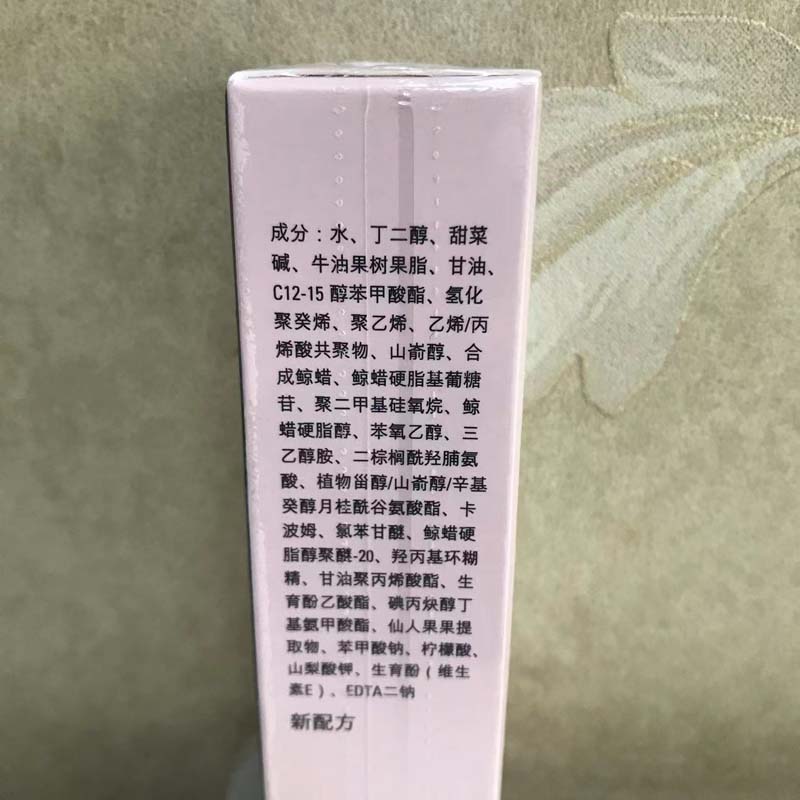 成分：水、丁二醇、甜菜
碱、牛油果树果脂、甘油、
C12-15 醇苯甲酸酯、氢化
聚癸烯、聚乙烯、乙烯/丙
烯酸共聚物、山嵛醇、合
成鲸蜡、鲸蜡硬脂基葡糖
苷、聚二甲基硅氧烷、鲸
蜡硬脂醇、苯氧乙醇、三
乙醇胺、二棕榈酰羟脯氨
酸、植物甾醇/山嵛醇/辛基
癸醇月桂酰谷氨酸酯、卡
波姆、氯苯甘醚、鲸蜡硬
脂醇聚醚-20、羟丙基环糊
精、甘油聚丙烯酸酯、生
育酚乙酸酯、碘丙炔醇丁
基氨甲酸酯、仙人果果提
取物、苯甲酸钠、柠檬酸、
山梨酸钾、生育酚（维生
素E）、EDTA二钠
新配方